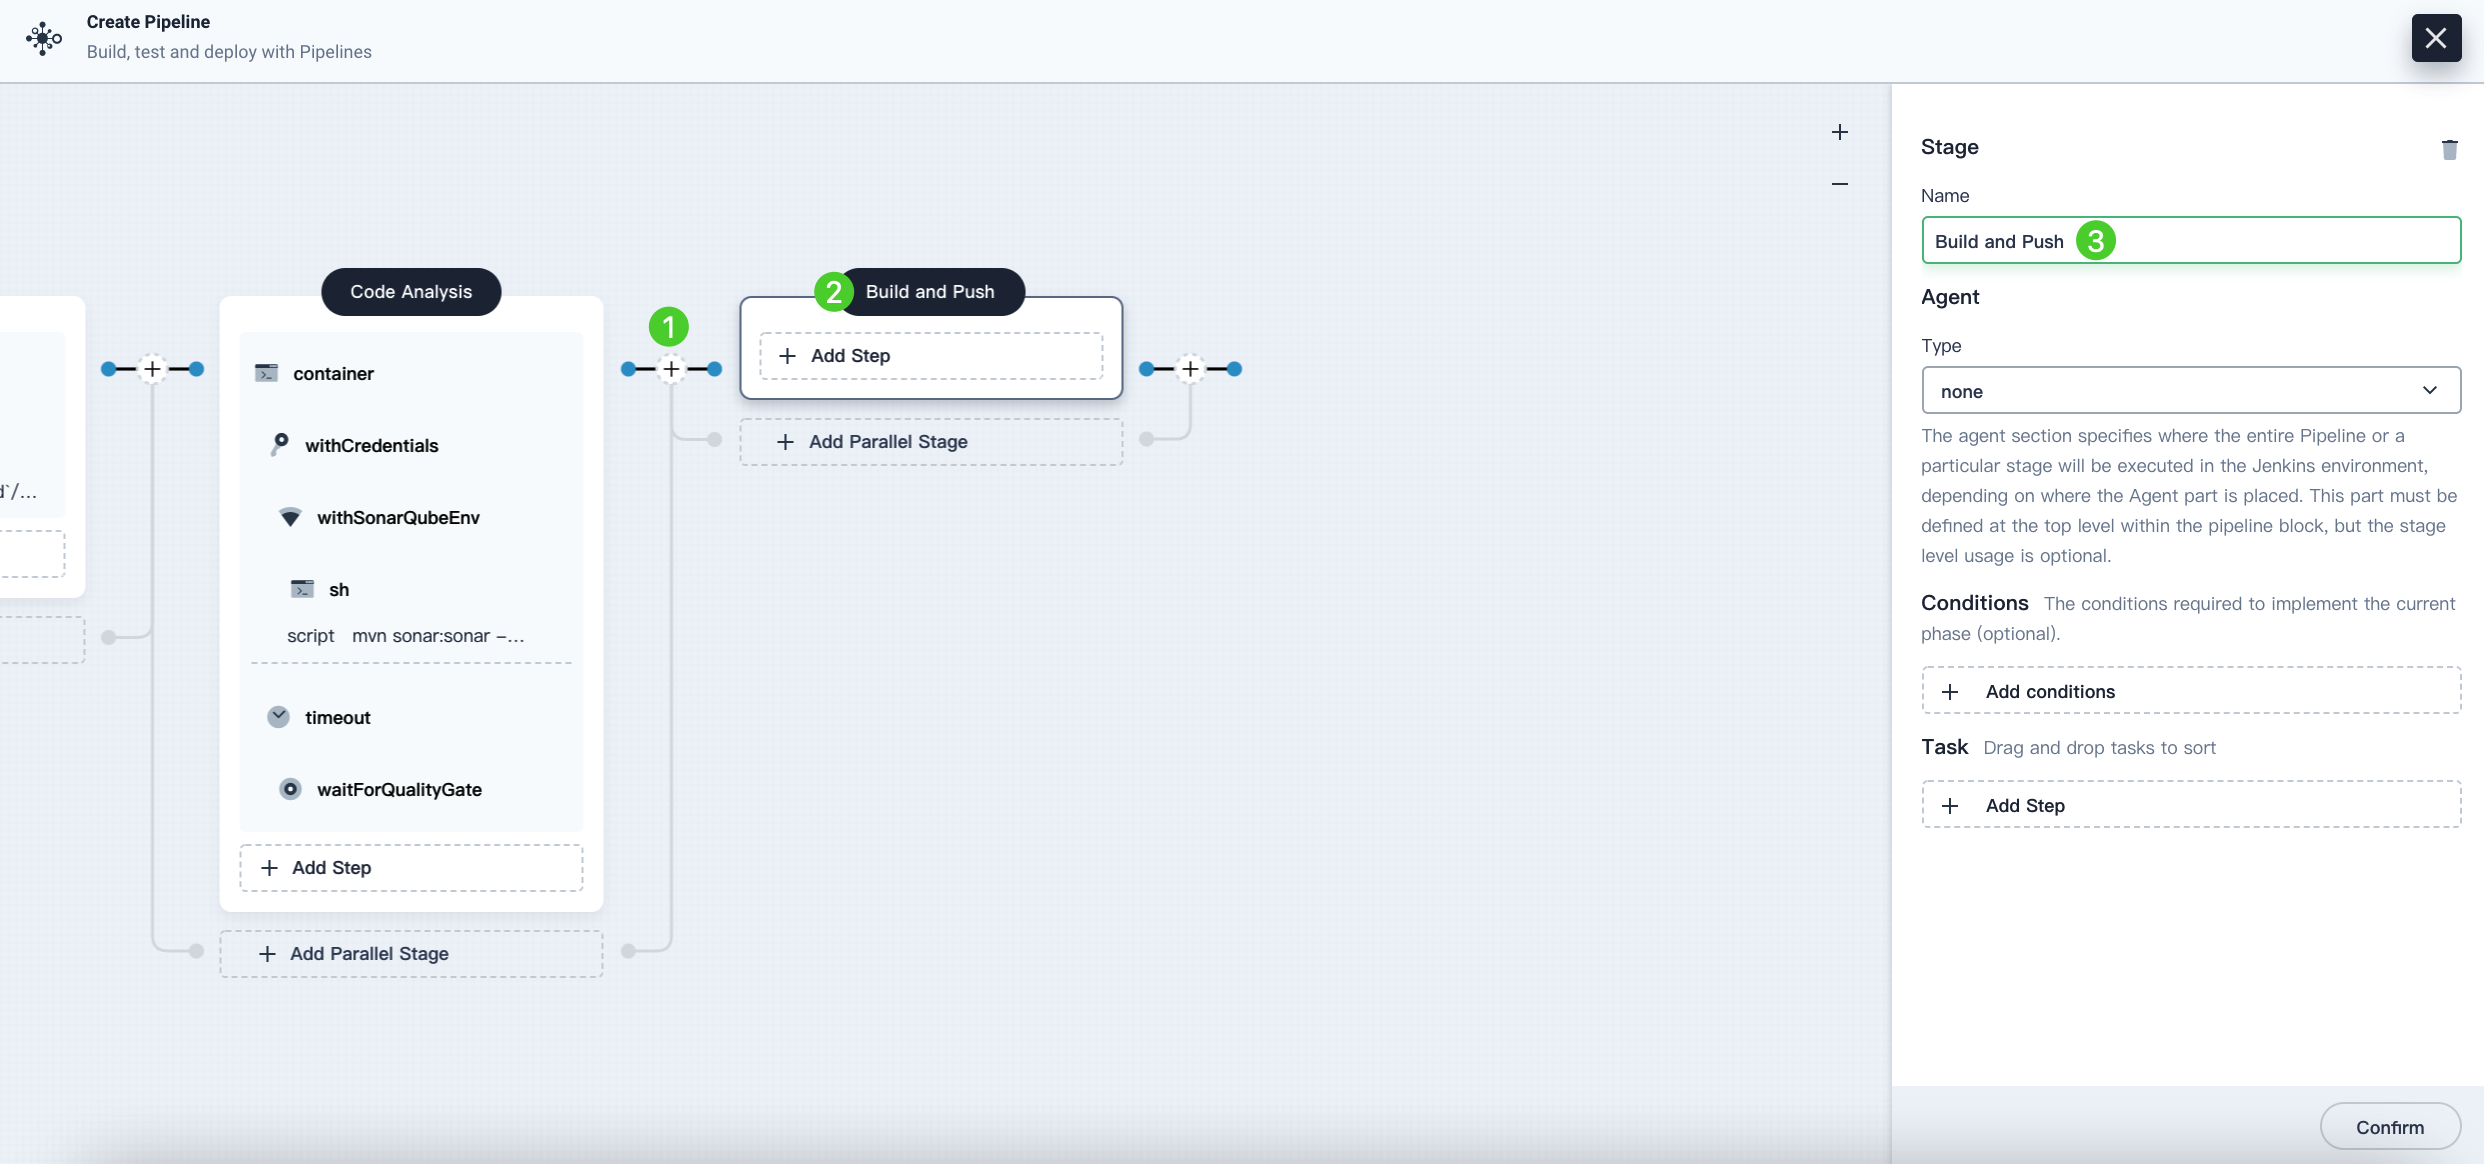 Create Pipeline
Build, test and deploy with Pipelines
Code Analysis
container
withCredentials
withSonarQubeEnv
sh
script mvn sonar:sonar –...
timeout
waitForQualityGate
Add Step
Add Parallel Stage
1
2
Build and Push
Add Step
Add Parallel Stage
Stage
Name
Build and Push 3
Agent
Type
none
The agent section specifies where the entire Pipeline or a
particular stage will be executed in the Jenkins environment,
depending on where the Agent part is placed. This part must be
defined at the top level within the pipeline block, but the stage
level usage is optional.
Conditions The conditions required to implement the current
phase (optional).
Add conditions
Task Drag and drop tasks to sort
Add Step
Confirm